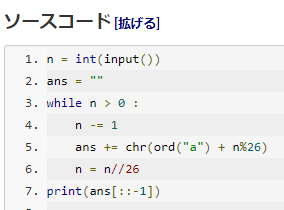 ソースコード [拡げる]
1. n = int(input())
2. ans = ""
3. while n > 0 :
4.     n -= 1
5.     ans += chr(ord("a") + n%26)
6.     n = n//26
7. print(ans[::-1])